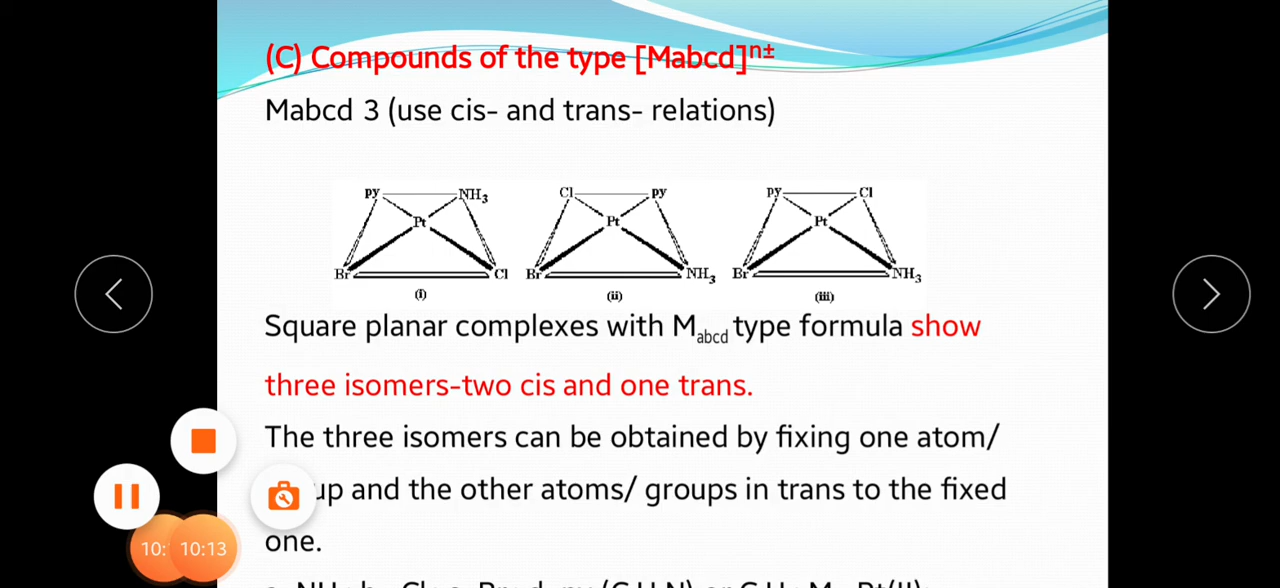 (C) Compounds of the type [Mabcd]ⁿ±
Mabcd 3 (use cis- and trans- relations)
py NH₃ Cl py py Cl
Pt Pt Pt
Br Cl Br NH₃ Br NH₃
(i) (ii) (iii)
Square planar complexes with Mabcd type formula show
three isomers-two cis and one trans.
The three isomers can be obtained by fixing one atom/
up and the other atoms/ groups in trans to the fixed
one.
10: 10:13